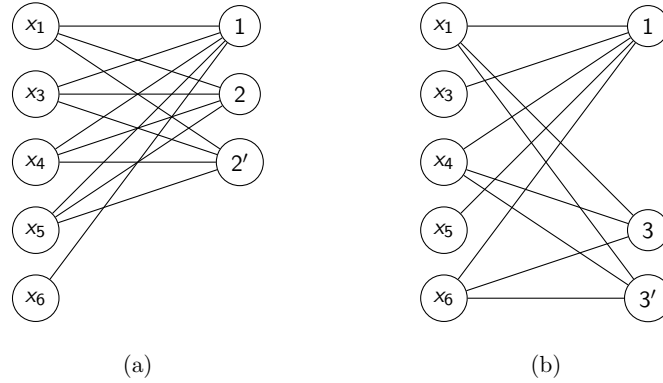 x₁ 1 x₁ 1
x₃ 2 x₃
x₄ 2′ x₄
x₅ x₅ 3
x₆ x₆ 3′
(a) (b)